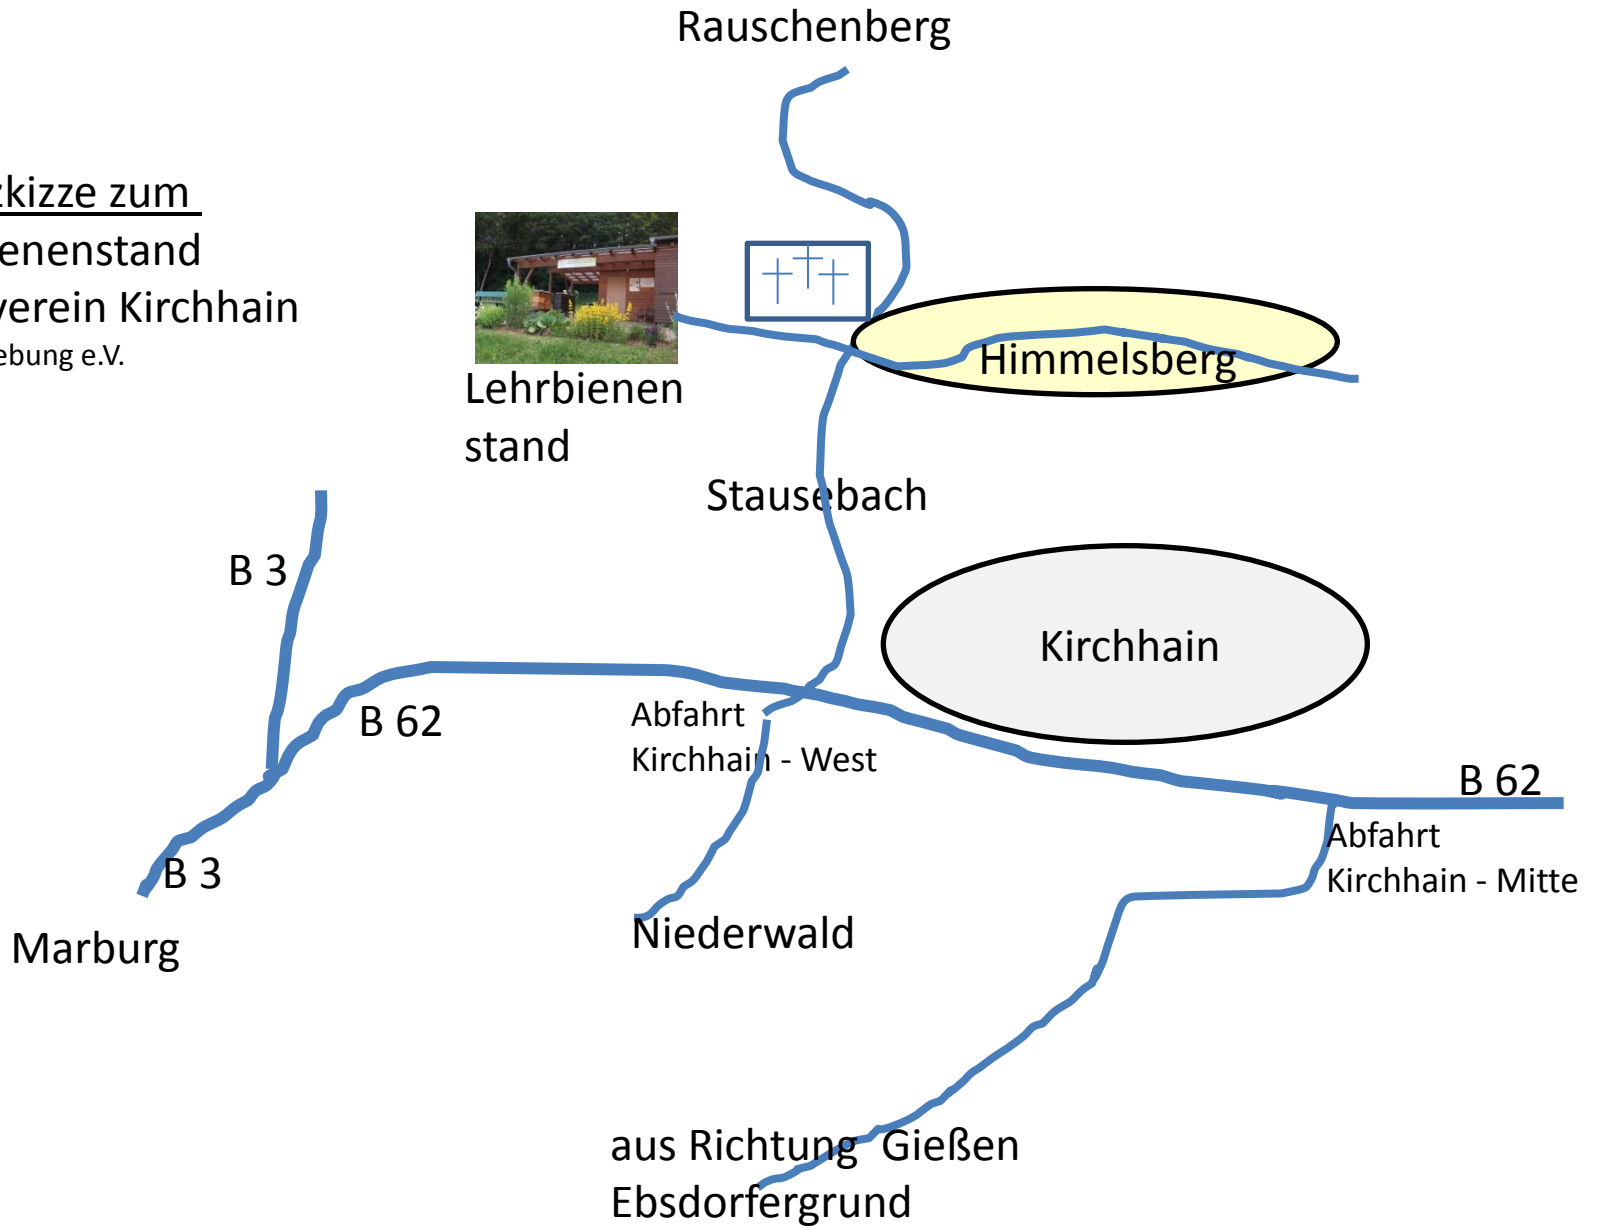 Rauschenberg
zkizze zum
enenstand
verein Kirchhain
ebung e.V.
Lehrbienen
stand
Himmelsberg
Stausebach
B 3
Kirchhain
B 62
Abfahrt
Kirchhain - West
B 62
Abfahrt
Kirchhain - Mitte
B 3
Marburg
Niederwald
aus Richtung Gießen
Ebsdorfergrund